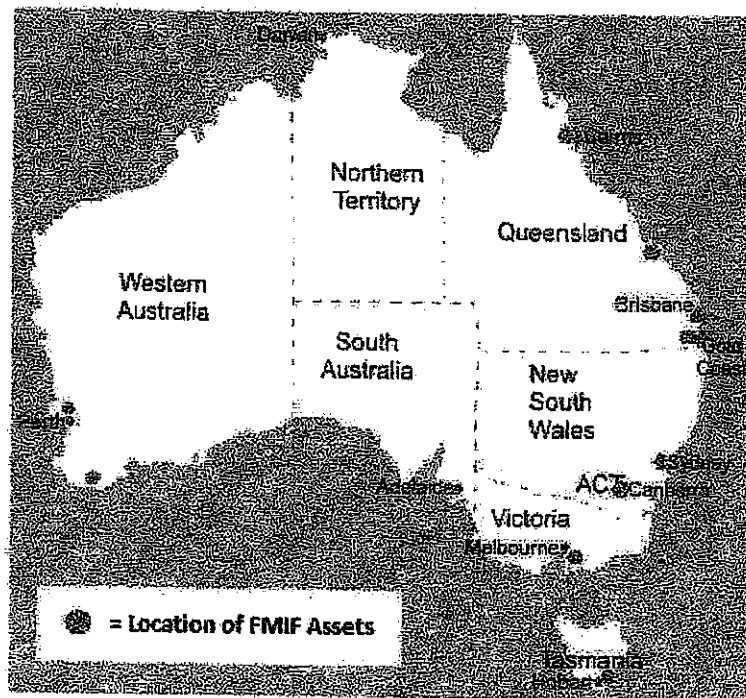 Darwin
Cairns
Northern
Territory
Queensland
Western
Australia
Brisbane
South
Australia
Gold
Coast
New
South
Wales
Perth
Sydney
Adelaide
ACT
Canberra
Victoria
Melbourne
= Location of FMIF Assets
Tasmania
Hobart